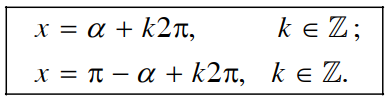 x = α + k2π, k ∈ ℤ;
x = π − α + k2π, k ∈ ℤ.